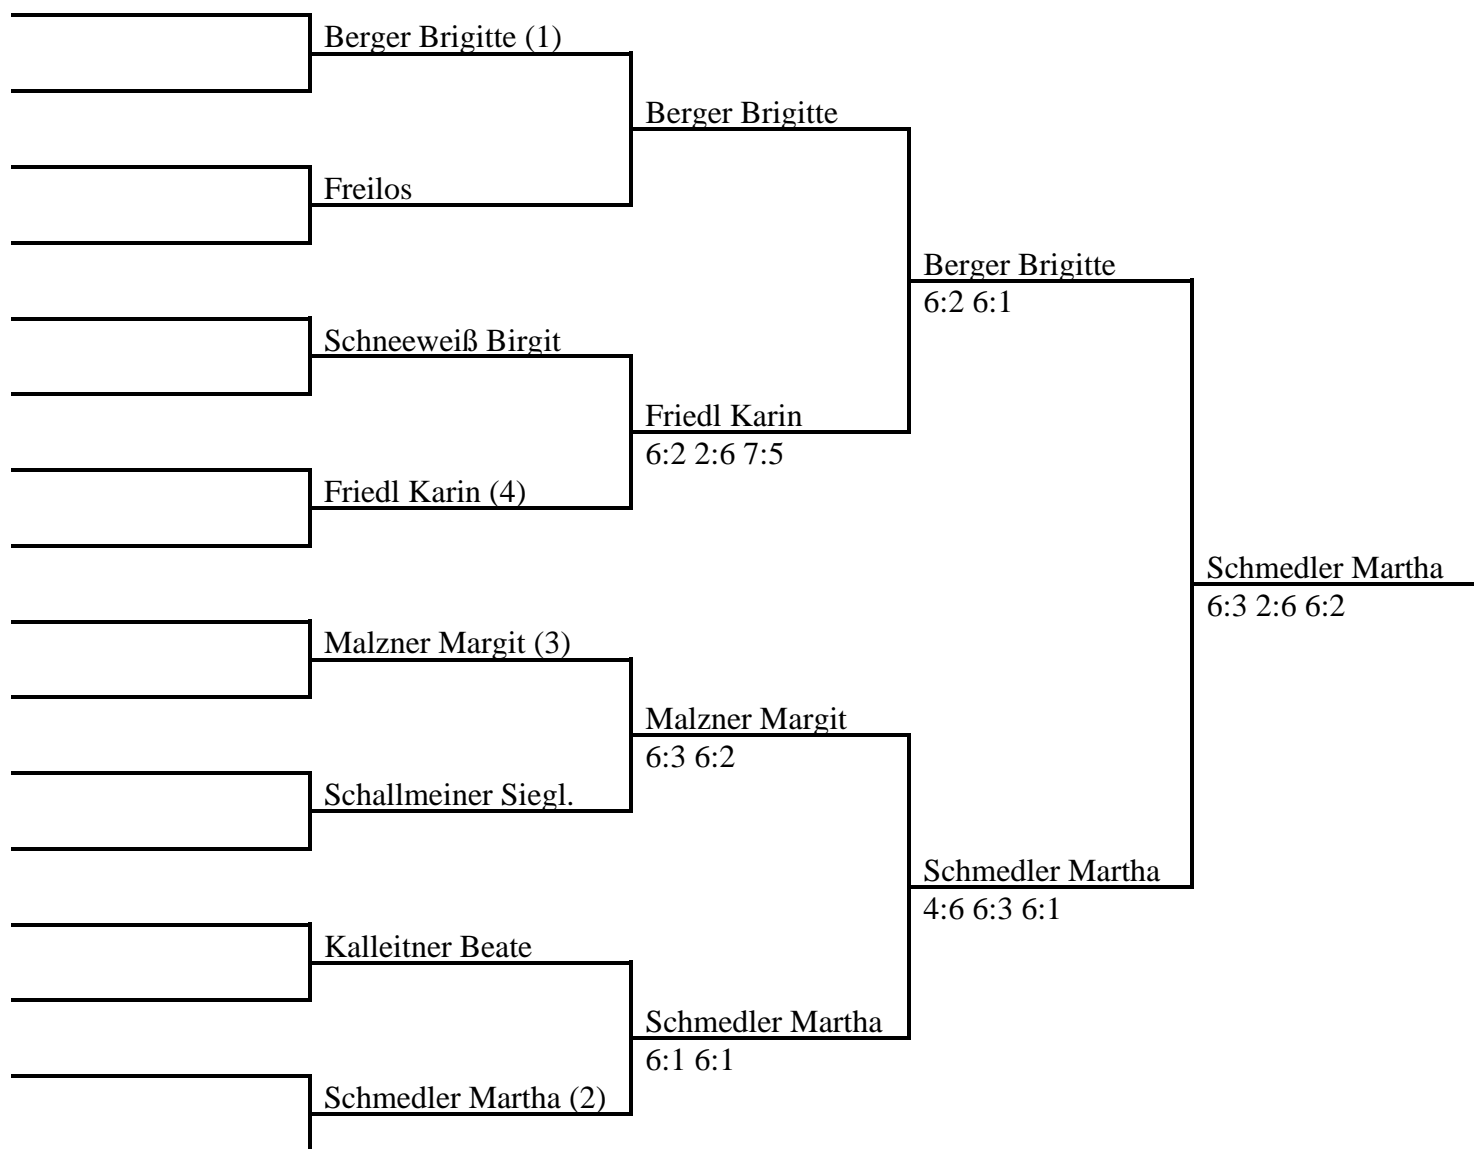 Berger Brigitte (1)
Berger Brigitte
Freilos
Berger Brigitte
6:2 6:1
Schneeweiß Birgit
Friedl Karin
6:2 2:6 7:5
Friedl Karin (4)
Schmedler Martha
6:3 2:6 6:2
Malzner Margit (3)
Malzner Margit
6:3 6:2
Schallmeiner Siegl.
Schmedler Martha
4:6 6:3 6:1
Kalleitner Beate
Schmedler Martha
6:1 6:1
Schmedler Martha (2)